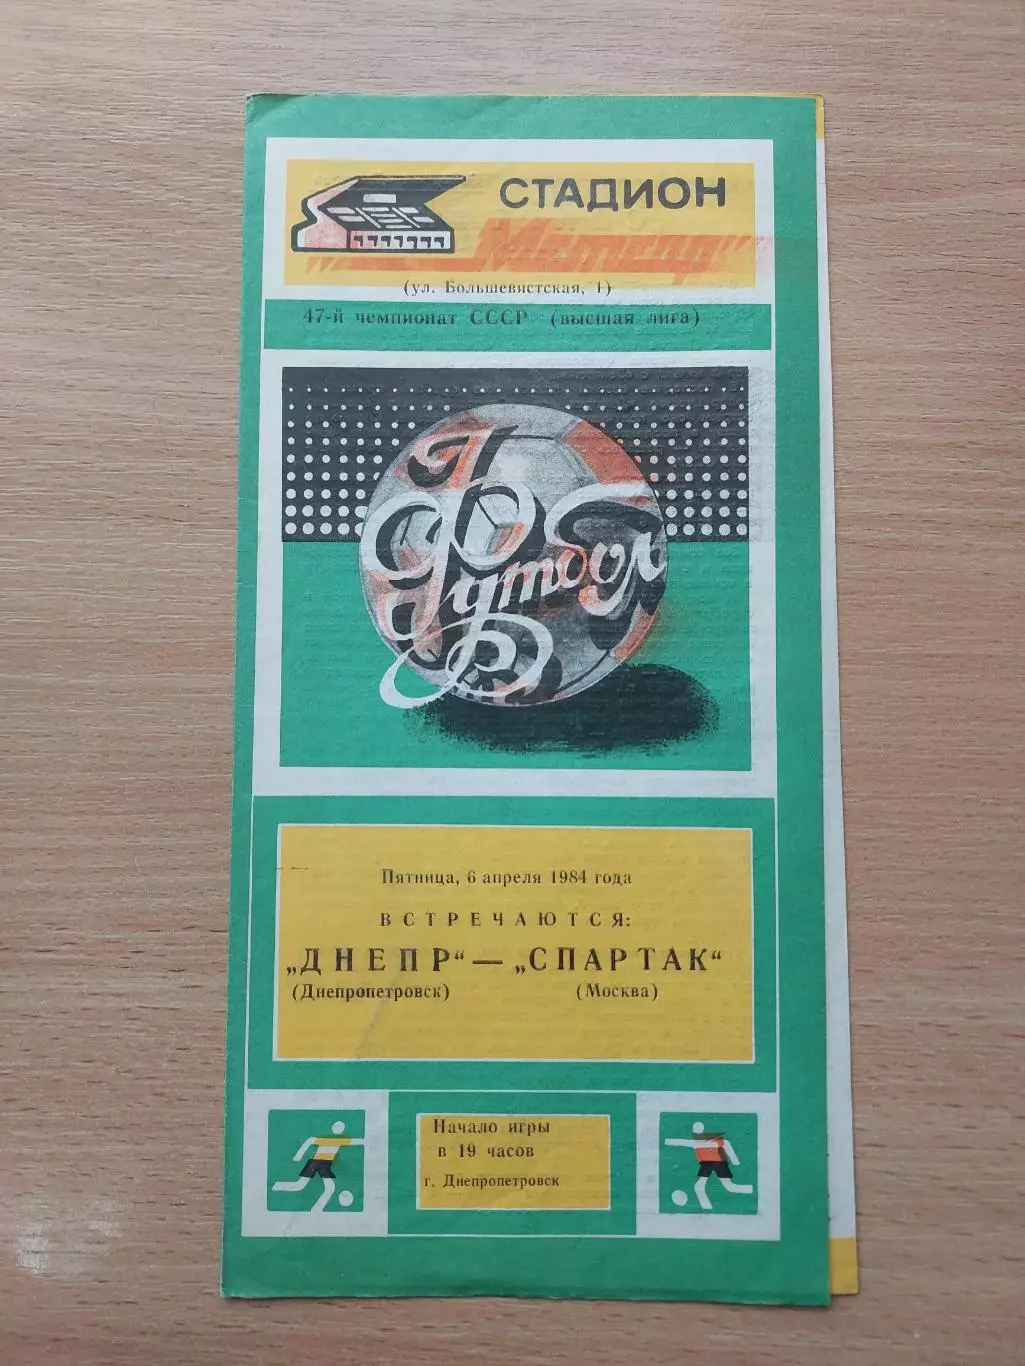 СТАДИОН
"Метеор"
(ул. Большевистская, 1)
47-й чемпионат СССР (высшая лига)
Футбол
Пятница, 6 апреля 1984 года
ВСТРЕЧАЮТСЯ:
„ДНЕПР“ — „СПАРТАК“
(Днепропетровск) (Москва)
Начало игры
в 19 часов
г. Днепропетровск